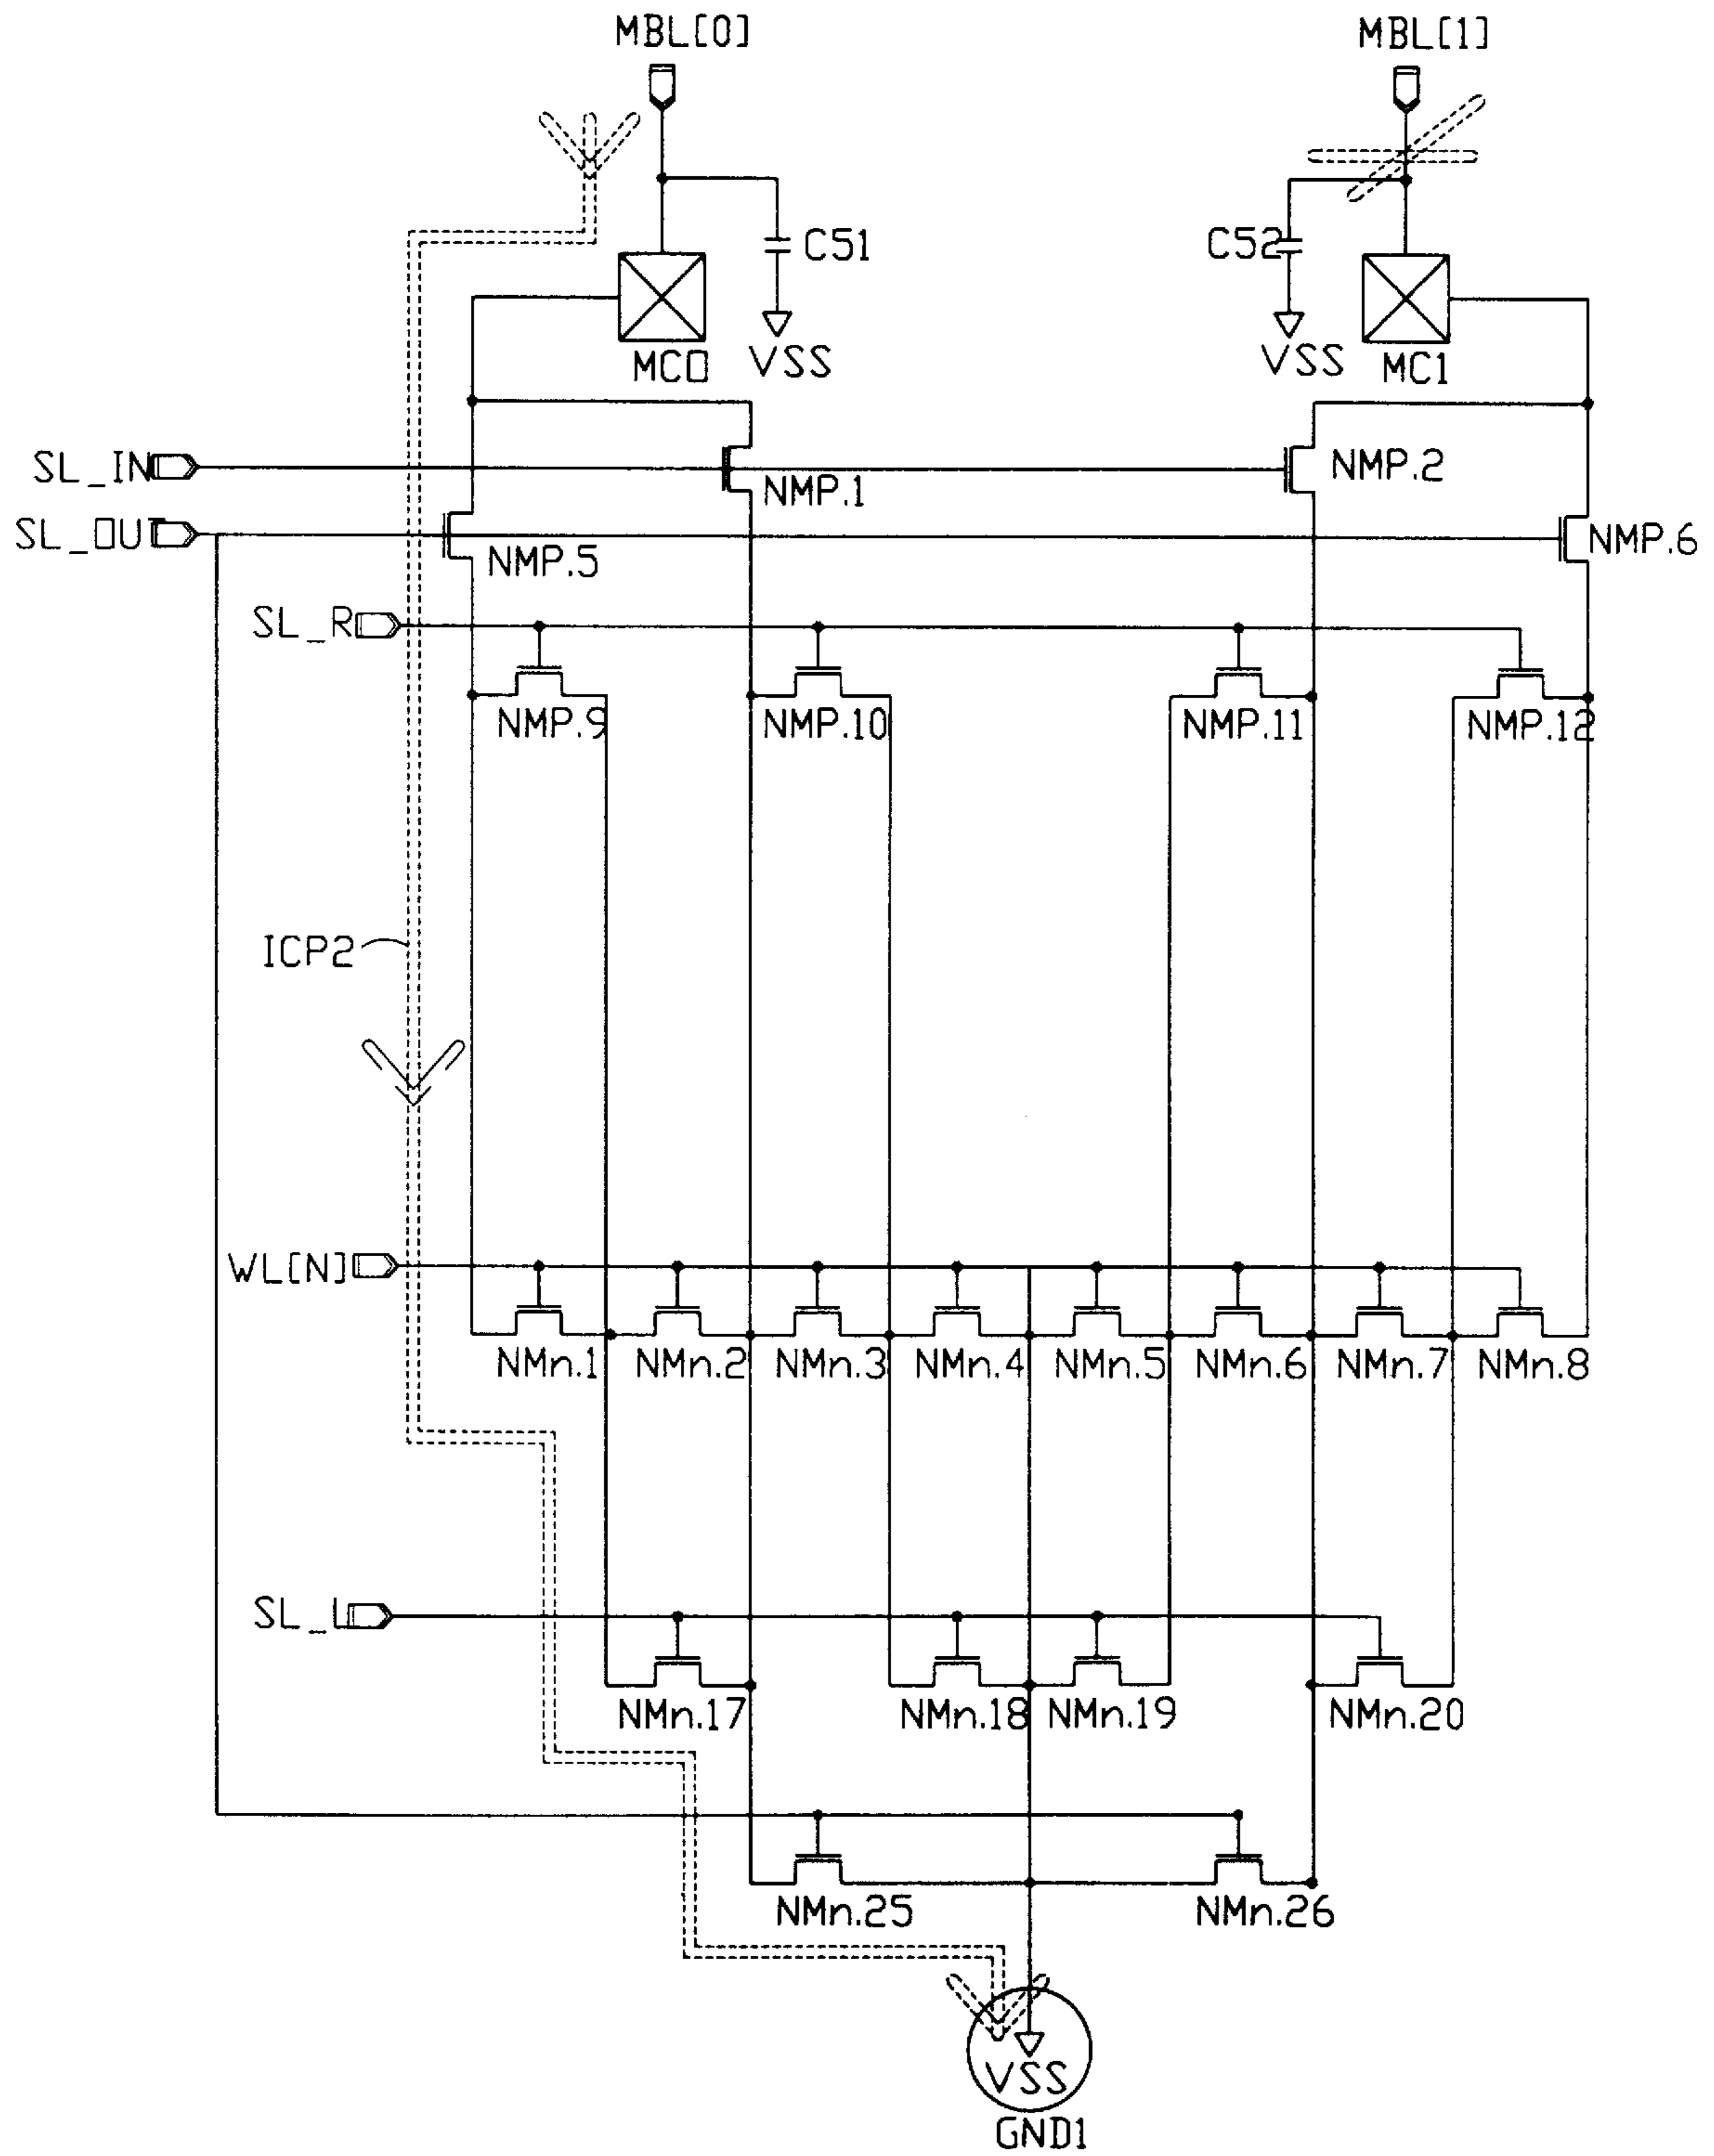 MBL[0]
MBL[1]
C51
C52
MC0
VSS
VSS
MC1
SL_IN
NMP.1
NMP.2
SL_OUT
NMP.5
NMP.6
SL_R
NMP.9
NMP.10
NMP.11
NMP.12
ICP2
WL[N]
NMn.1
NMn.2
NMn.3
NMn.4
NMn.5
NMn.6
NMn.7
NMn.8
SL_L
NMn.17
NMn.18
NMn.19
NMn.20
NMn.25
NMn.26
VSS
GND1